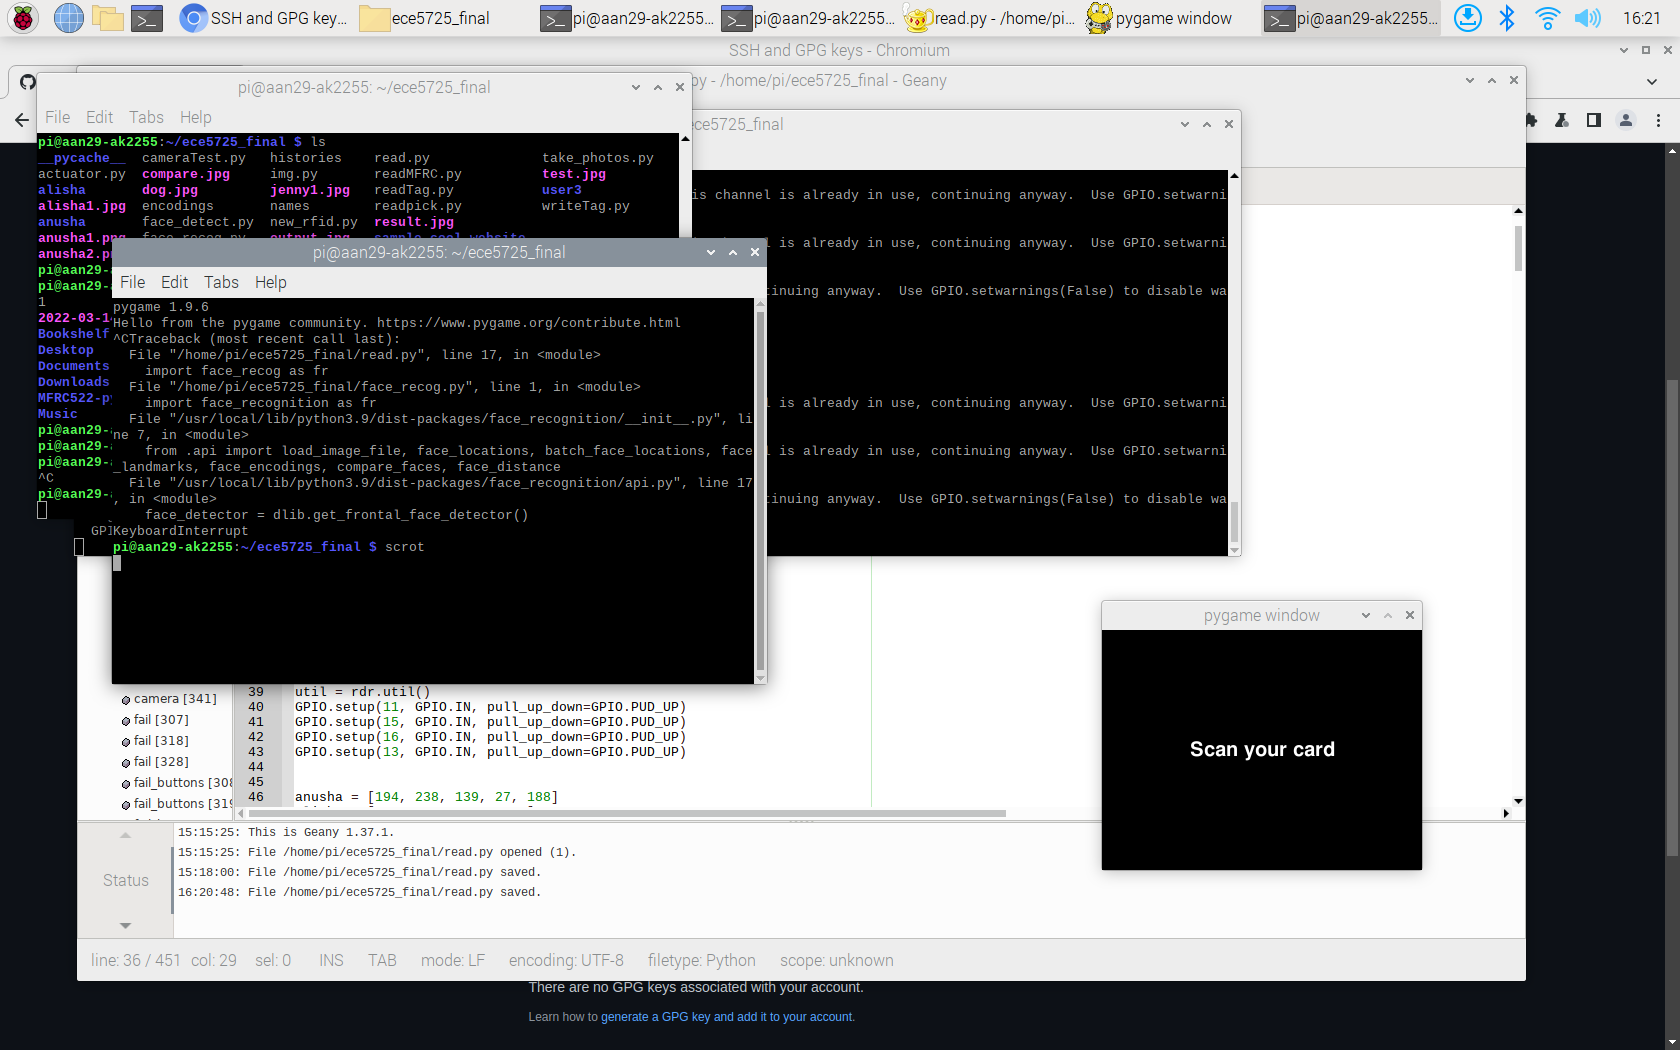 SSH and GPG key...
ece5725_final
pi@aan29-ak2255...
pi@aan29-ak2255...
read.py - /home/pi...
pygame window
pi@aan29-ak2255...
16:21
SSH and GPG keys - Chromium
py - /home/pi/ece5725_final - Geany
pi@aan29-ak2255: ~/ece5725_final
File Edit Tabs Help
pi@aan29-ak2255:~/ece5725_final $ ls
__pycache__ cameraTest.py histories read.py take_photos.py
actuator.py compare.jpg img.py readMFRC.py test.jpg
alisha dog.jpg jenny1.jpg readTag.py user3
alisha1.jpg encodings names readpick.py writeTag.py
anusha face_detect.py new_rfid.py result.jpg
anusha1.png face_recog.py output.jpg sample_cool_website
anusha2.p
pi@aan29-
pi@aan29-
1
2022-03-1
Bookshelf
Desktop
Documents
Downloads
MFRC522-p
Music
pi@aan29-
pi@aan29-
pi@aan29-
^C
pi@aan29-
ece5725_final
is channel is already in use, continuing anyway. Use GPIO.setwarni
l is already in use, continuing anyway. Use GPIO.setwarni
tinuing anyway. Use GPIO.setwarnings(False) to disable wa
l is already in use, continuing anyway. Use GPIO.setwarni
l is already in use, continuing anyway. Use GPIO.setwarni
tinuing anyway. Use GPIO.setwarnings(False) to disable wa
GPI
pi@aan29-ak2255: ~/ece5725_final
File Edit Tabs Help
pygame 1.9.6
Hello from the pygame community. https://www.pygame.org/contribute.html
^CTraceback (most recent call last):
File "/home/pi/ece5725_final/read.py", line 17, in <module>
import face_recog as fr
File "/home/pi/ece5725_final/face_recog.py", line 1, in <module>
import face_recognition as fr
File "/usr/local/lib/python3.9/dist-packages/face_recognition/__init__.py", li
ne 7, in <module>
from .api import load_image_file, face_locations, batch_face_locations, face
_landmarks, face_encodings, compare_faces, face_distance
File "/usr/local/lib/python3.9/dist-packages/face_recognition/api.py", line 17
, in <module>
face_detector = dlib.get_frontal_face_detector()
KeyboardInterrupt
pi@aan29-ak2255:~/ece5725_final $ scrot
pygame window
Scan your card
camera [341]
fail [307]
fail [318]
fail [328]
fail_buttons [308
fail_buttons [319
39 util = rdr.util()
40 GPIO.setup(11, GPIO.IN, pull_up_down=GPIO.PUD_UP)
41 GPIO.setup(15, GPIO.IN, pull_up_down=GPIO.PUD_UP)
42 GPIO.setup(16, GPIO.IN, pull_up_down=GPIO.PUD_UP)
43 GPIO.setup(13, GPIO.IN, pull_up_down=GPIO.PUD_UP)
44
45
46 anusha = [194, 238, 139, 27, 188]
Status
15:15:25: This is Geany 1.37.1.
15:15:25: File /home/pi/ece5725_final/read.py opened (1).
15:18:00: File /home/pi/ece5725_final/read.py saved.
16:20:48: File /home/pi/ece5725_final/read.py saved.
line: 36 / 451 col: 29 sel: 0 INS TAB mode: LF encoding: UTF-8 filetype: Python scope: unknown
There are no GPG keys associated with your account.
Learn how to generate a GPG key and add it to your account.